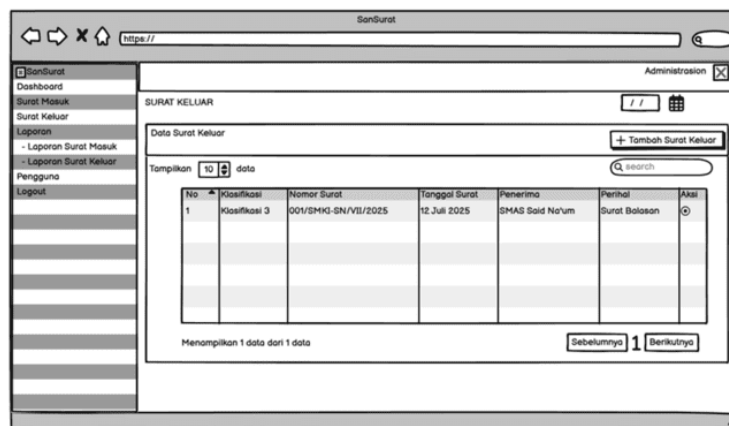 SanSurat
https://
SanSurat
Administrasion
Dashboard
Surat Masuk
Surat Keluar
Laporan
- Laporan Surat Masuk
- Laporan Surat Keluar
Pengguna
Logout
SURAT KELUAR
/ /
Data Surat Keluar
+ Tambah Surat Keluar
Tampilkan 10 data
search
No Klasifikasi Nomor Surat Tanggal Surat Penerima Perihal Aksi
1 Klasifikasi 3 001/SMKI-SN/VII/2025 12 Juli 2025 SMAS Said Na'um Surat Balasan
Menampilkan 1 data dari 1 data
Sebelumnya 1 Berikutnya